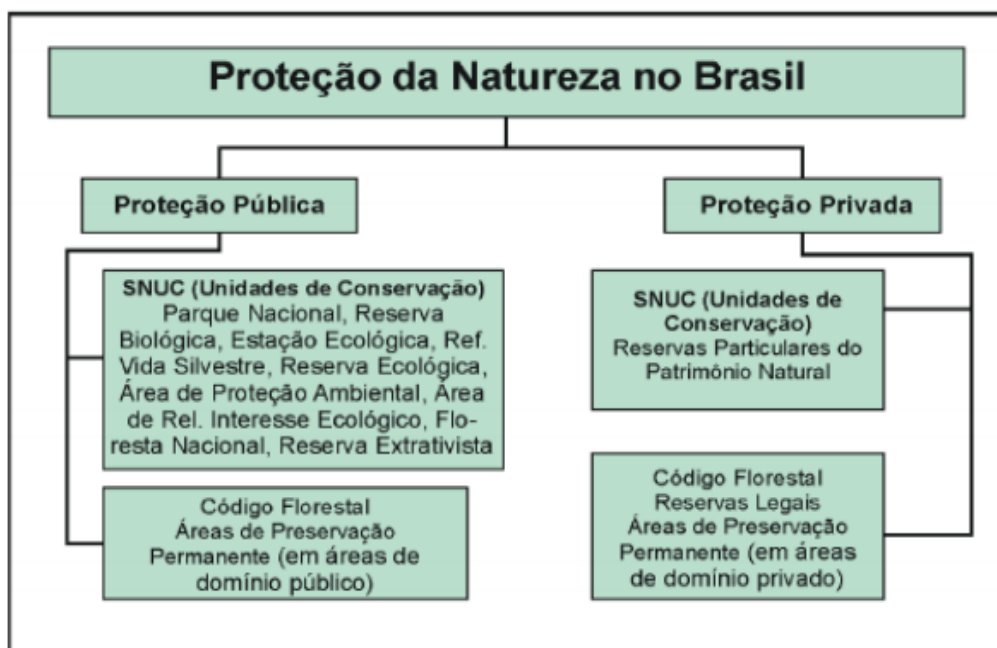 Proteção da Natureza no Brasil
Proteção Pública
SNUC (Unidades de Conservação)
Parque Nacional, Reserva
Biológica, Estação Ecológica, Ref.
Vida Silvestre, Reserva Ecológica,
Área de Proteção Ambiental, Área
de Rel. Interesse Ecológico, Flo-
resta Nacional, Reserva Extrativista
Código Florestal
Áreas de Preservação
Permanente (em áreas de
domínio público)
Proteção Privada
SNUC (Unidades de
Conservação)
Reservas Particulares do
Patrimônio Natural
Código Florestal
Reservas Legais
Áreas de Preservação
Permanente (em áreas
de domínio privado)